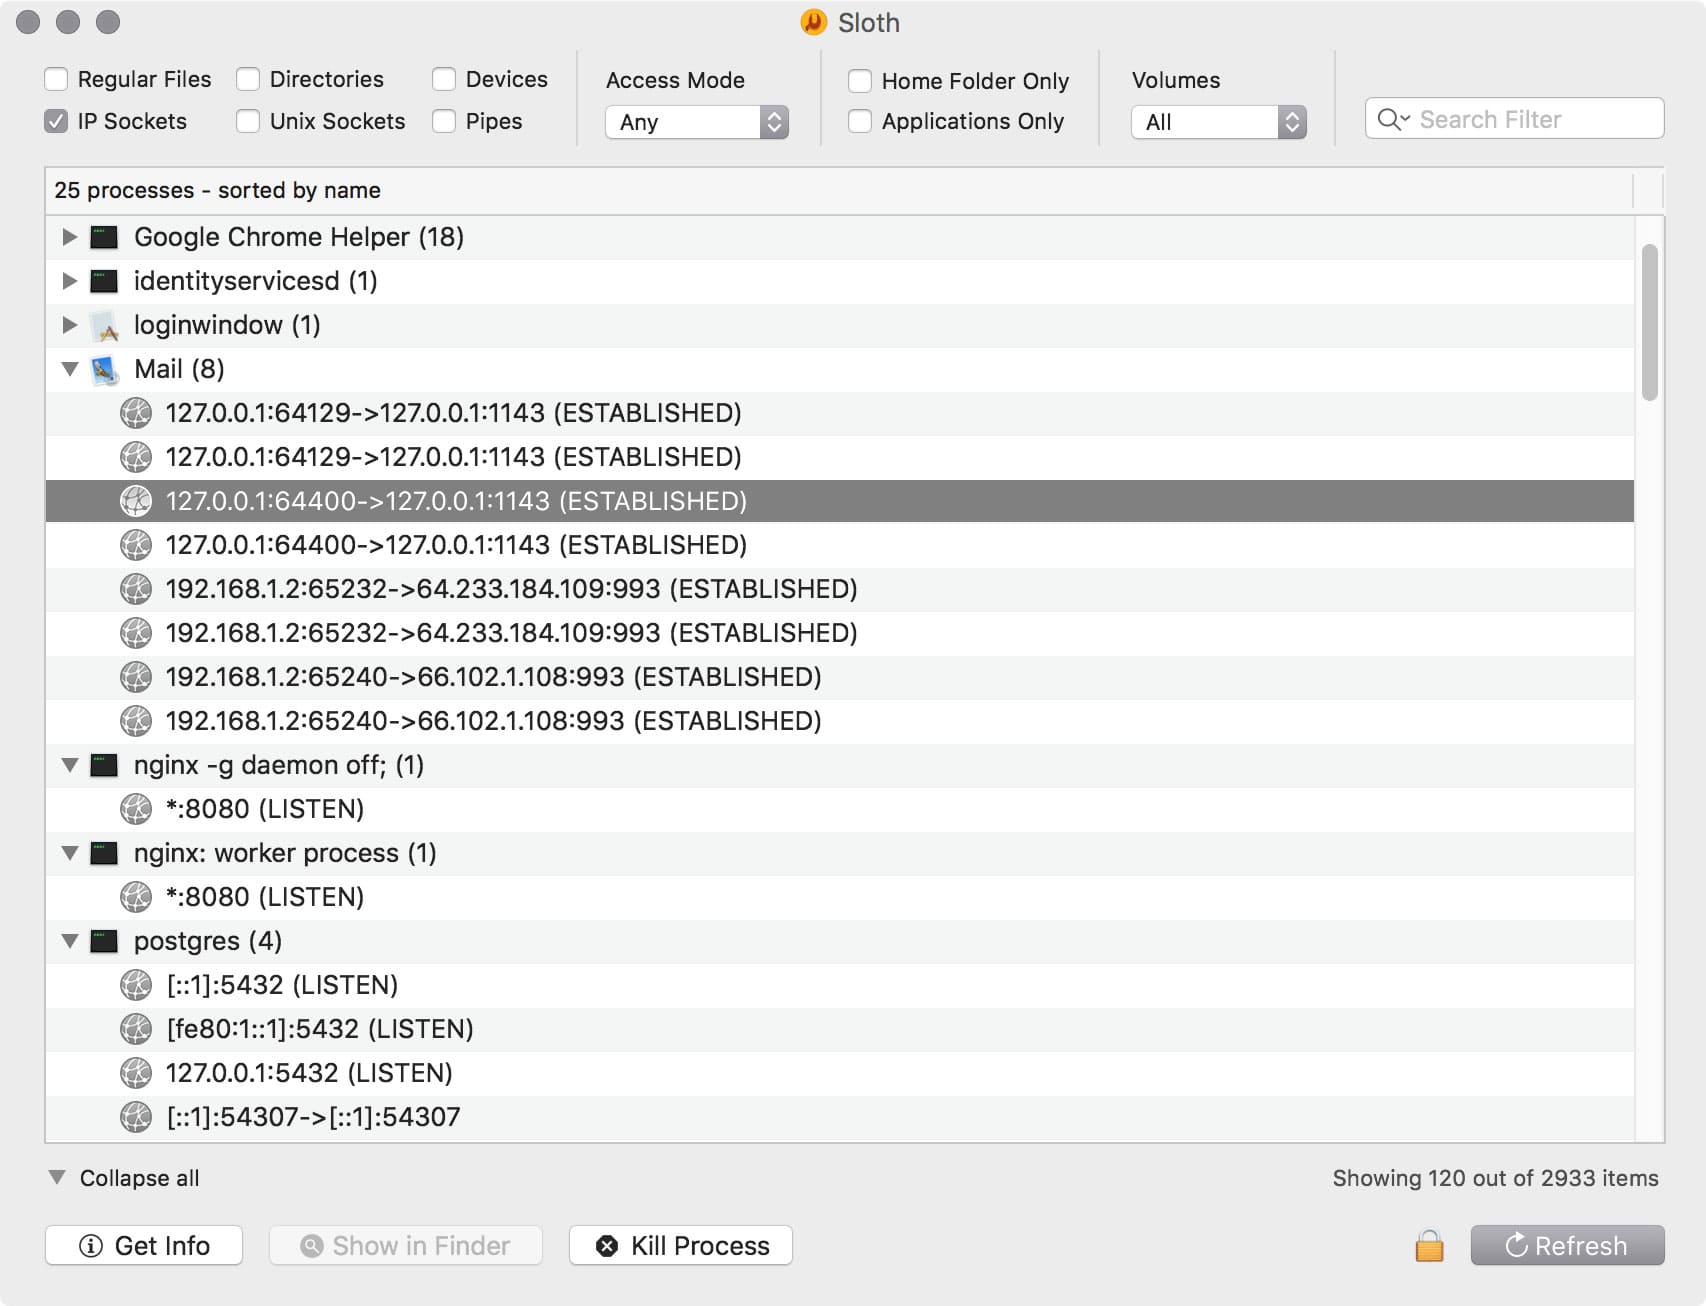 Sloth
Regular Files Directories Devices Access Mode Home Folder Only Volumes
IP Sockets Unix Sockets Pipes Any Applications Only All Search Filter
25 processes - sorted by name
Google Chrome Helper (18)
identityservicesd (1)
loginwindow (1)
Mail (8)
127.0.0.1:64129->127.0.0.1:1143 (ESTABLISHED)
127.0.0.1:64129->127.0.0.1:1143 (ESTABLISHED)
127.0.0.1:64400->127.0.0.1:1143 (ESTABLISHED)
127.0.0.1:64400->127.0.0.1:1143 (ESTABLISHED)
192.168.1.2:65232->64.233.184.109:993 (ESTABLISHED)
192.168.1.2:65232->64.233.184.109:993 (ESTABLISHED)
192.168.1.2:65240->66.102.1.108:993 (ESTABLISHED)
192.168.1.2:65240->66.102.1.108:993 (ESTABLISHED)
nginx -g daemon off; (1)
*:8080 (LISTEN)
nginx: worker process (1)
*:8080 (LISTEN)
postgres (4)
[::1]:5432 (LISTEN)
[fe80:1::1]:5432 (LISTEN)
127.0.0.1:5432 (LISTEN)
[::1]:54307->[::1]:54307
Collapse all Showing 120 out of 2933 items
Get Info Show in Finder Kill Process Refresh